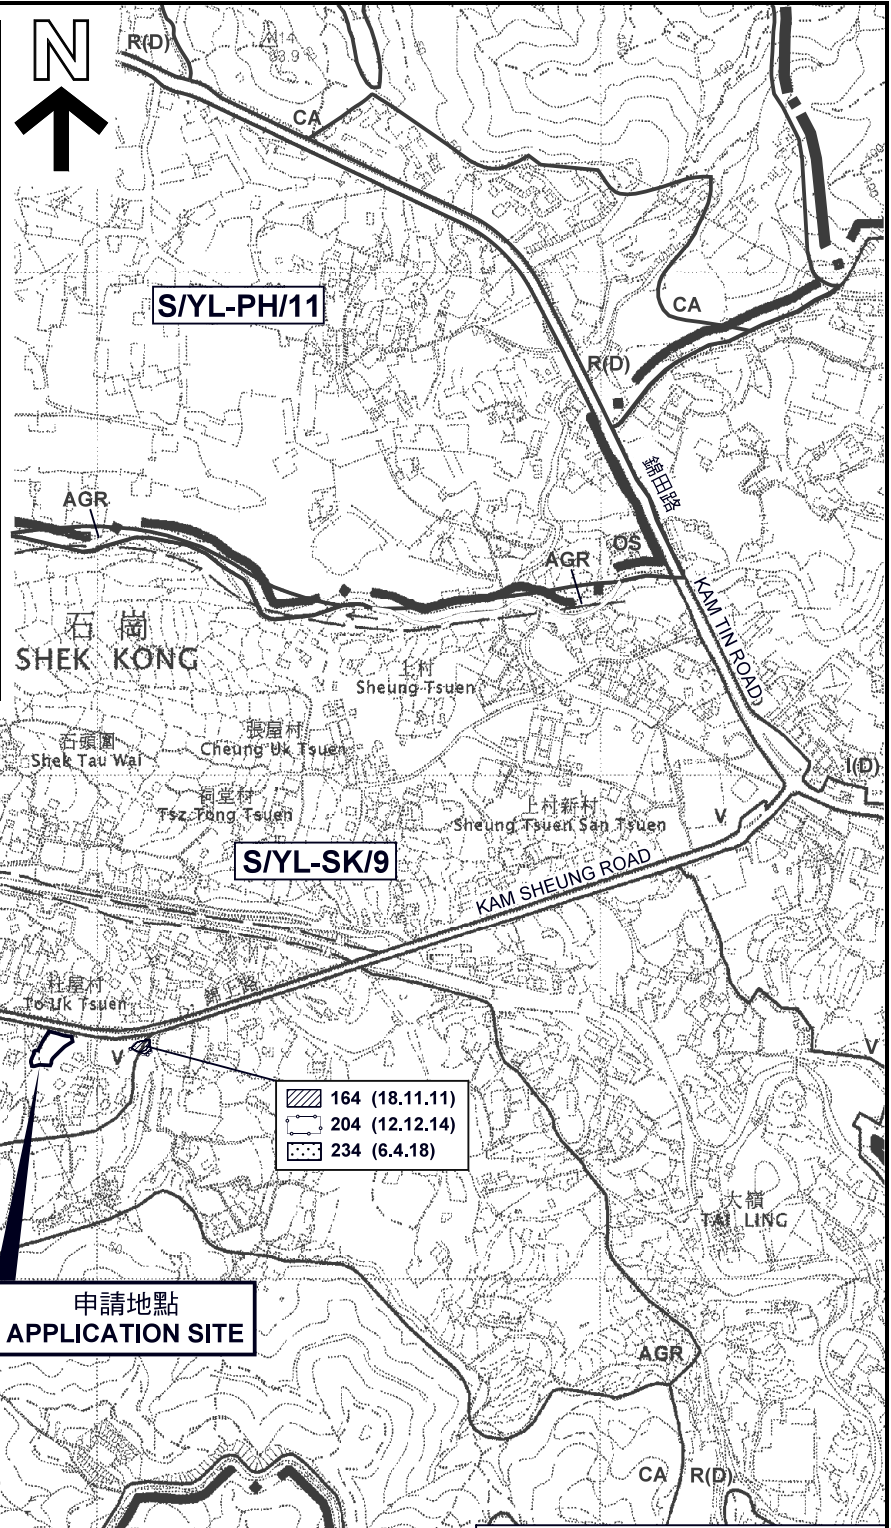 N
R(D)
CA
S/YL-PH/11
CA
R(D)
錦田路
AGR
OS
AGR
KAM TIN ROAD
石崗
SHEK KONG
上村
Sheung Tsuen
石頭圍
Shek Tau Wai
張屋村
Cheung Uk Tsuen
I(D)
祠堂村
Tsz Tong Tsuen
上村新村
Sheung Tsuen San Tsuen
V
S/YL-SK/9
KAM SHEUNG ROAD
杜屋村
To Uk Tsuen
錦上路
V
V
164 (18.11.11)
204 (12.12.14)
234 (6.4.18)
大嶺
TAI LING
申請地點
APPLICATION SITE
AGR
CA
R(D)